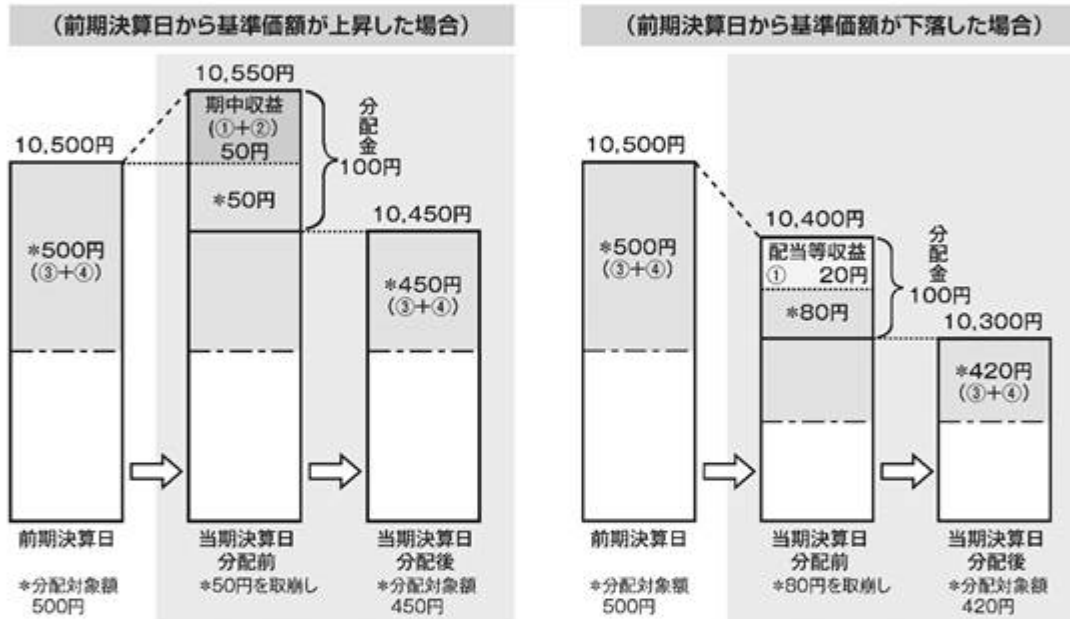 （前期決算日から基準価額が上昇した場合）
10,550円
期中収益
（①＋②）
50円
＊50円
分配金
100円
10,500円
＊500円
（③＋④）
10,450円
＊450円
（③＋④）
前期決算日
当期決算日
分配前
当期決算日
分配後
＊分配対象額
500円
＊50円を取崩し
＊分配対象額
450円
（前期決算日から基準価額が下落した場合）
10,500円
＊500円
（③＋④）
10,400円
配当等収益
① 20円
＊80円
分配金
100円
10,300円
＊420円
（③＋④）
前期決算日
当期決算日
分配前
当期決算日
分配後
＊分配対象額
500円
＊80円を取崩し
＊分配対象額
420円